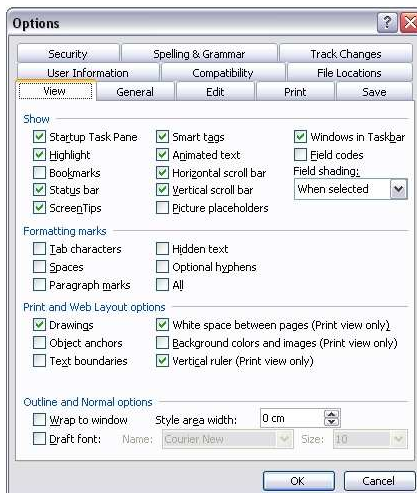 Options
Security Spelling & Grammar Track Changes
User Information Compatibility File Locations
View General Edit Print Save
Show
Startup Task Pane Smart tags Windows in Taskbar
Highlight Animated text Field codes
Bookmarks Horizontal scroll bar Field shading:
Status bar Vertical scroll bar When selected
ScreenTips Picture placeholders
Formatting marks
Tab characters Hidden text
Spaces Optional hyphens
Paragraph marks All
Print and Web Layout options
Drawings White space between pages (Print view only)
Object anchors Background colors and images (Print view only)
Text boundaries Vertical ruler (Print view only)
Outline and Normal options
Wrap to window Style area width: 0 cm
Draft font: Name: Courier New Size: 10
OK Cancel